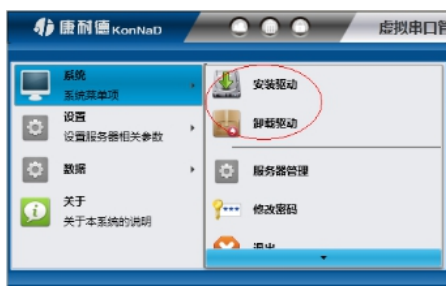 康耐德 KonNaD
虚拟串口管
系统
系统菜单项
设置
设置服务器相关参数
数据
关于
关于本系统的说明
安装驱动
卸载驱动
服务器管理
修改密码
退出